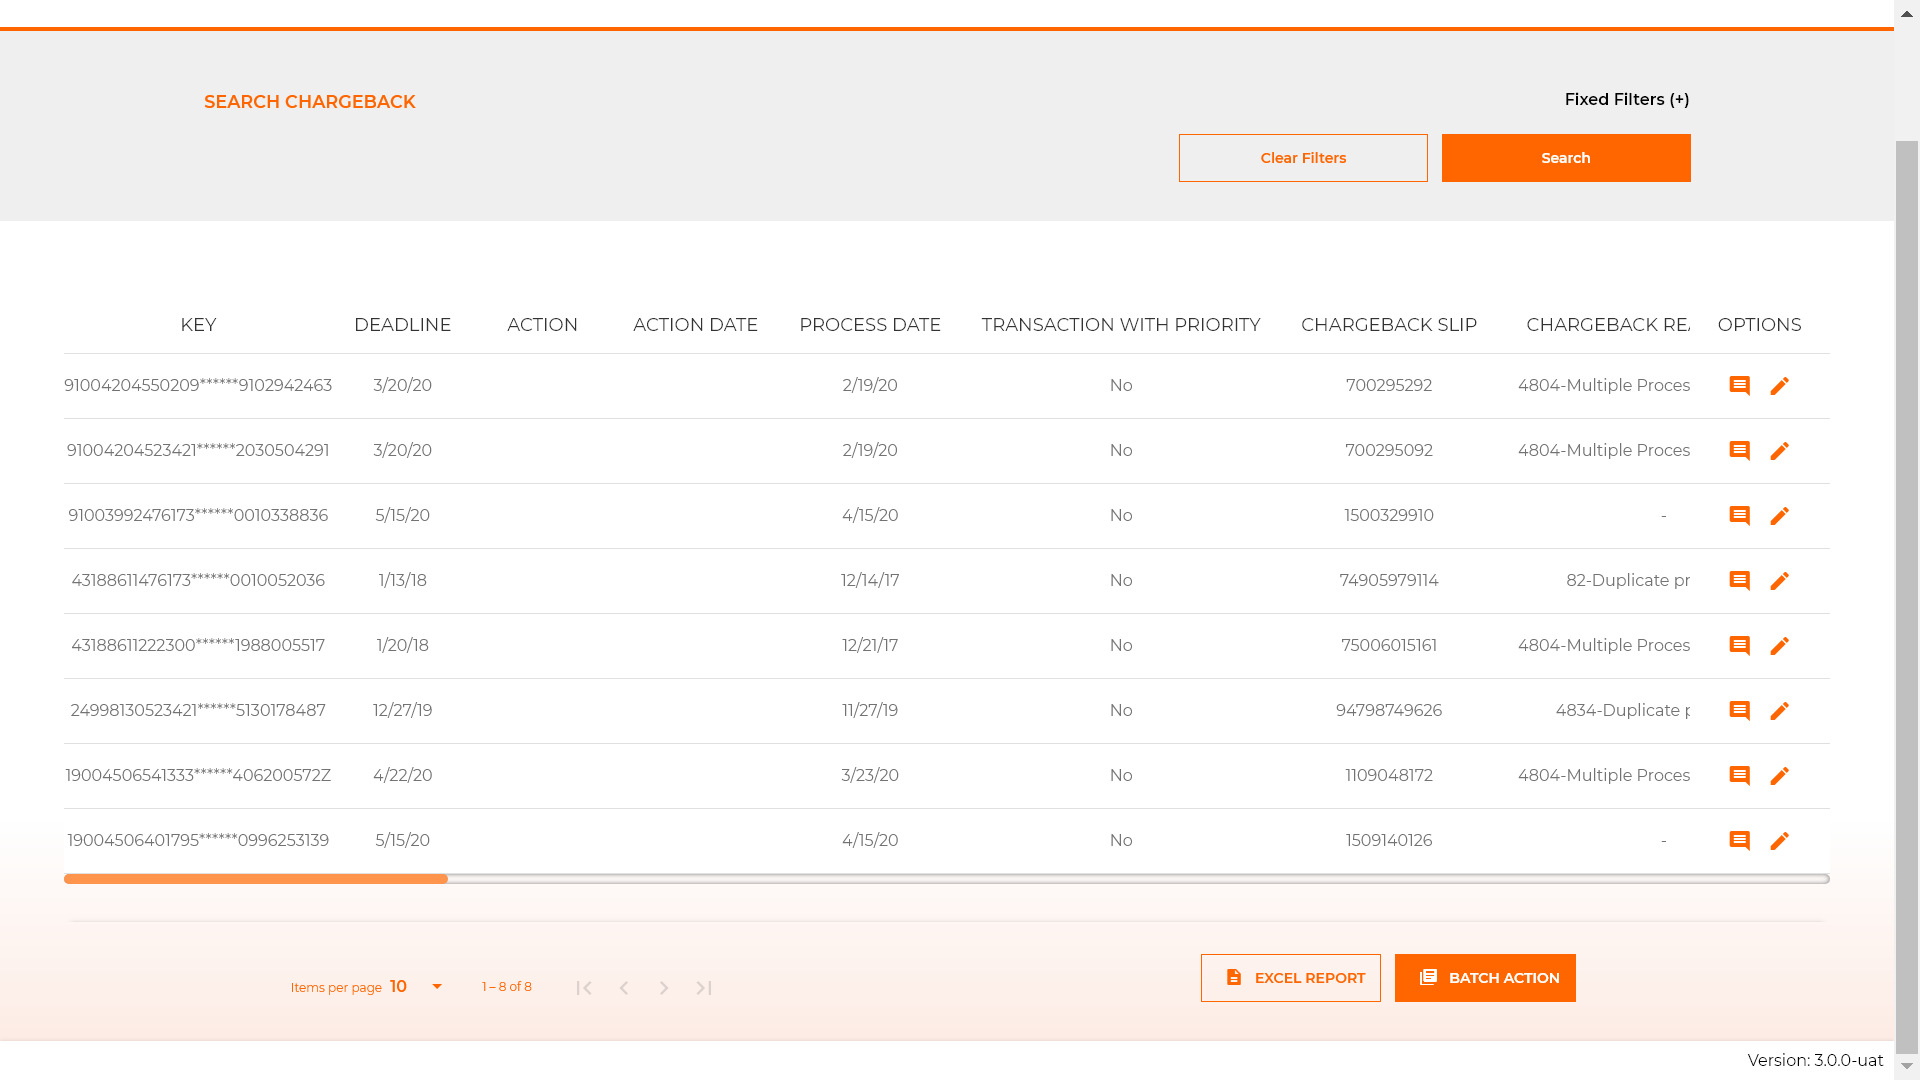 SEARCH CHARGEBACK
Fixed Filters (+)
Clear Filters Search
KEY DEADLINE ACTION ACTION DATE PROCESS DATE TRANSACTION WITH PRIORITY CHARGEBACK SLIP CHARGEBACK REA OPTIONS
91004204550209******9102942463 3/20/20 2/19/20 No 700295292 4804-Multiple Proces
91004204523421******2030504291 3/20/20 2/19/20 No 700295092 4804-Multiple Proces
91003992476173******0010338836 5/15/20 4/15/20 No 1500329910 -
43188611476173******0010052036 1/13/18 12/14/17 No 74905979114 82-Duplicate pr
43188611222300******1988005517 1/20/18 12/21/17 No 75006015161 4804-Multiple Proces
24998130523421******5130178487 12/27/19 11/27/19 No 94798749626 4834-Duplicate p
19004506541333******406200572Z 4/22/20 3/23/20 No 1109048172 4804-Multiple Proces
19004506401795******0996253139 5/15/20 4/15/20 No 1509140126 -
Items per page 10 1 – 8 of 8 EXCEL REPORT BATCH ACTION
Version: 3.0.0-uat